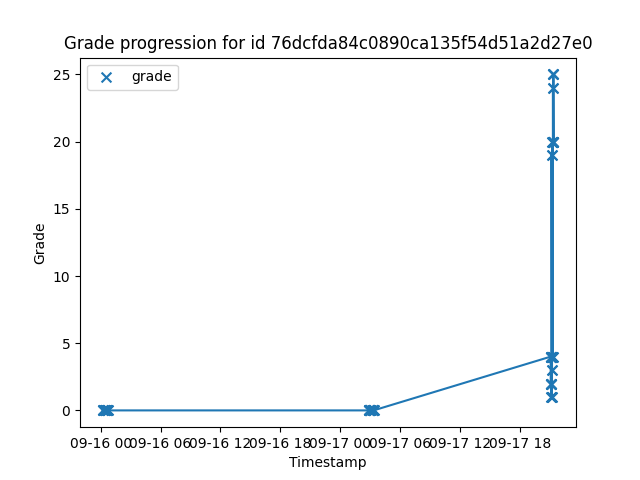 Grade progression for id 76dcfda84c0890ca135f54d51a2d27e0
grade
25
20
15
10
5
0
Grade
09-16 00 09-16 06 09-16 12 09-16 18 09-17 00 09-17 06 09-17 12 09-17 18
Timestamp